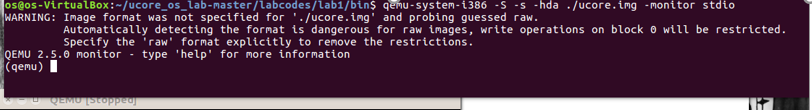 os@os-VirtualBox:~/ucore_os_lab-master/labcodes/lab1/bin$ qemu-system-i386 -S -s -hda ./ucore.img -monitor stdio
WARNING: Image format was not specified for './ucore.img' and probing guessed raw.
Automatically detecting the format is dangerous for raw images, write operations on block 0 will be restricted.
Specify the 'raw' format explicitly to remove the restrictions.
QEMU 2.5.0 monitor - type 'help' for more information
(qemu)
QEMU [Stopped]